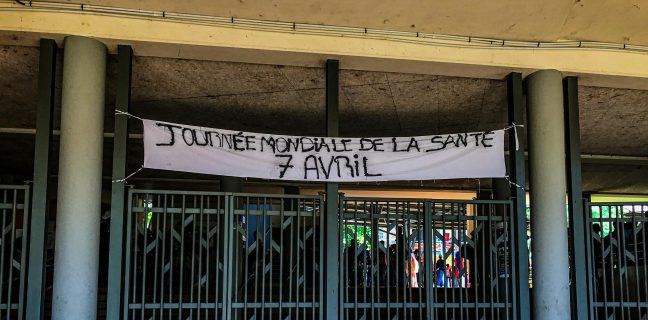 JOURNÉE MONDIALE DE LA SANTÉ
7 AVRIL